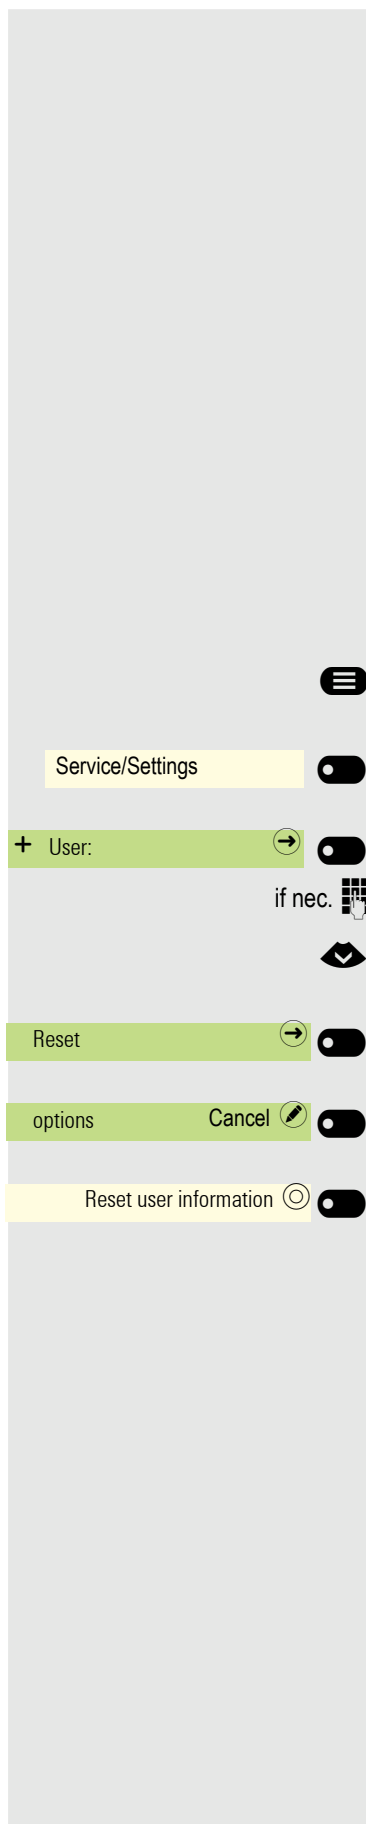 Service/Settings
+ User:
if nec.
Reset
options Cancel
Reset user information